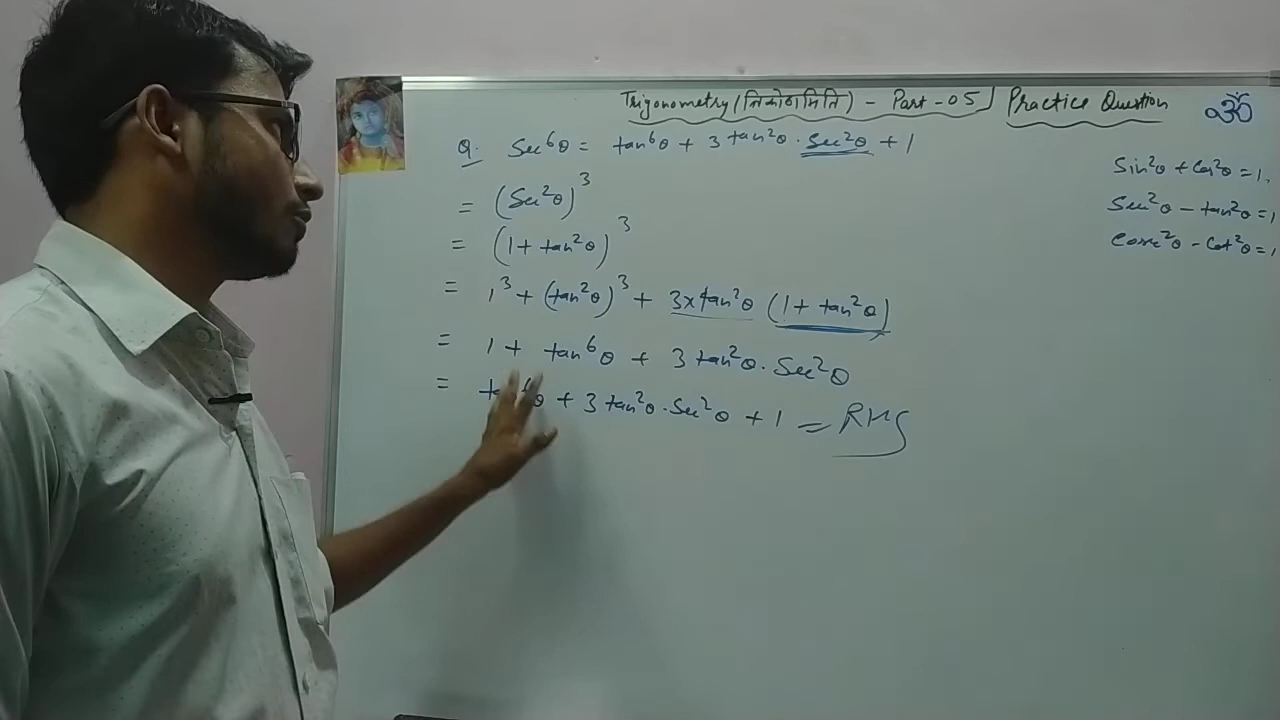 Trigonometry (त्रिकोणमिति) - Part - 05 / Practice Question
ॐ
Q. Sec⁶θ = tan⁶θ + 3 tan²θ . Sec²θ + 1
= (Sec²θ)³
= (1 + tan²θ)³
= 1³ + (tan²θ)³ + 3×tan²θ (1 + tan²θ)
= 1 + tan⁶θ + 3 tan²θ . Sec²θ
= tan⁶θ + 3 tan²θ . Sec²θ + 1 = RHS
Sin²θ + Cos²θ = 1.
Sec²θ - tan²θ = 1
Cosec²θ - Cot²θ = 1